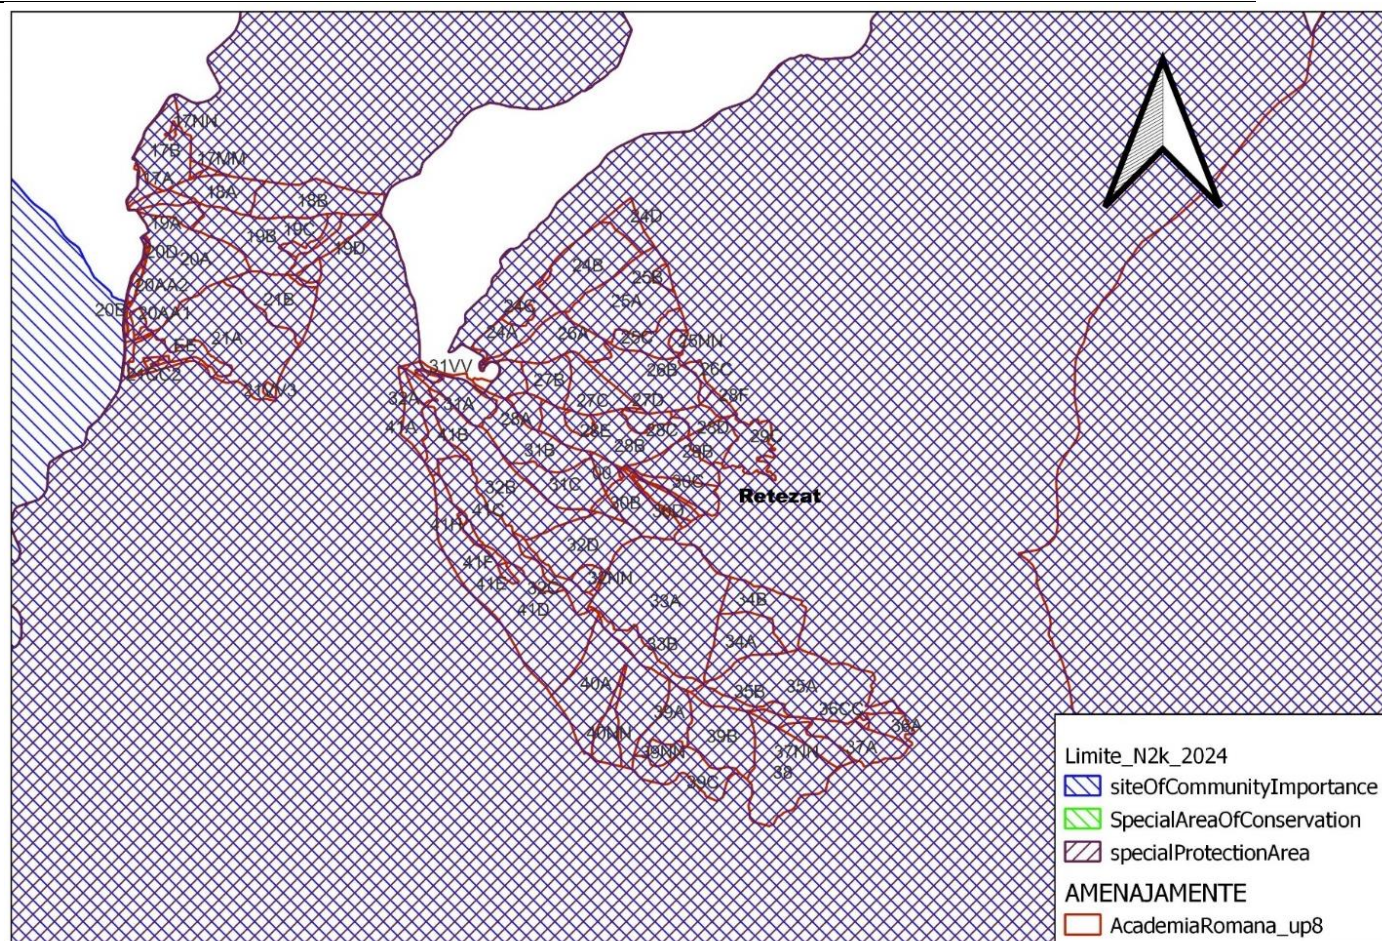 17NN
17B
17MM
17A
18A
18B
19A
19C
19B
19D
20D
20A
20AA2
21B
20AA1
21A
24D
24B
25B
25A
24C
24A
26A
25C
25NN
31VV
26B
26C
27B
32A
31A
27C
27D
28F
28A
41A
41B
28E
28C
28D
29C
31B
28B
29B
32B
31C
30C
Retezat
41C
30B
30D
41H
32D
41F
32NN
41E
32C
41D
33A
34B
33B
34A
40A
35B
35A
39A
36CC
36A
40NN
39B
39NN
37NN
37A
38
39C
Limite_N2k_2024
siteOfCommunityImportance
SpecialAreaOfConservation
specialProtectionArea
AMENAJAMENTE
AcademiaRomana_up8